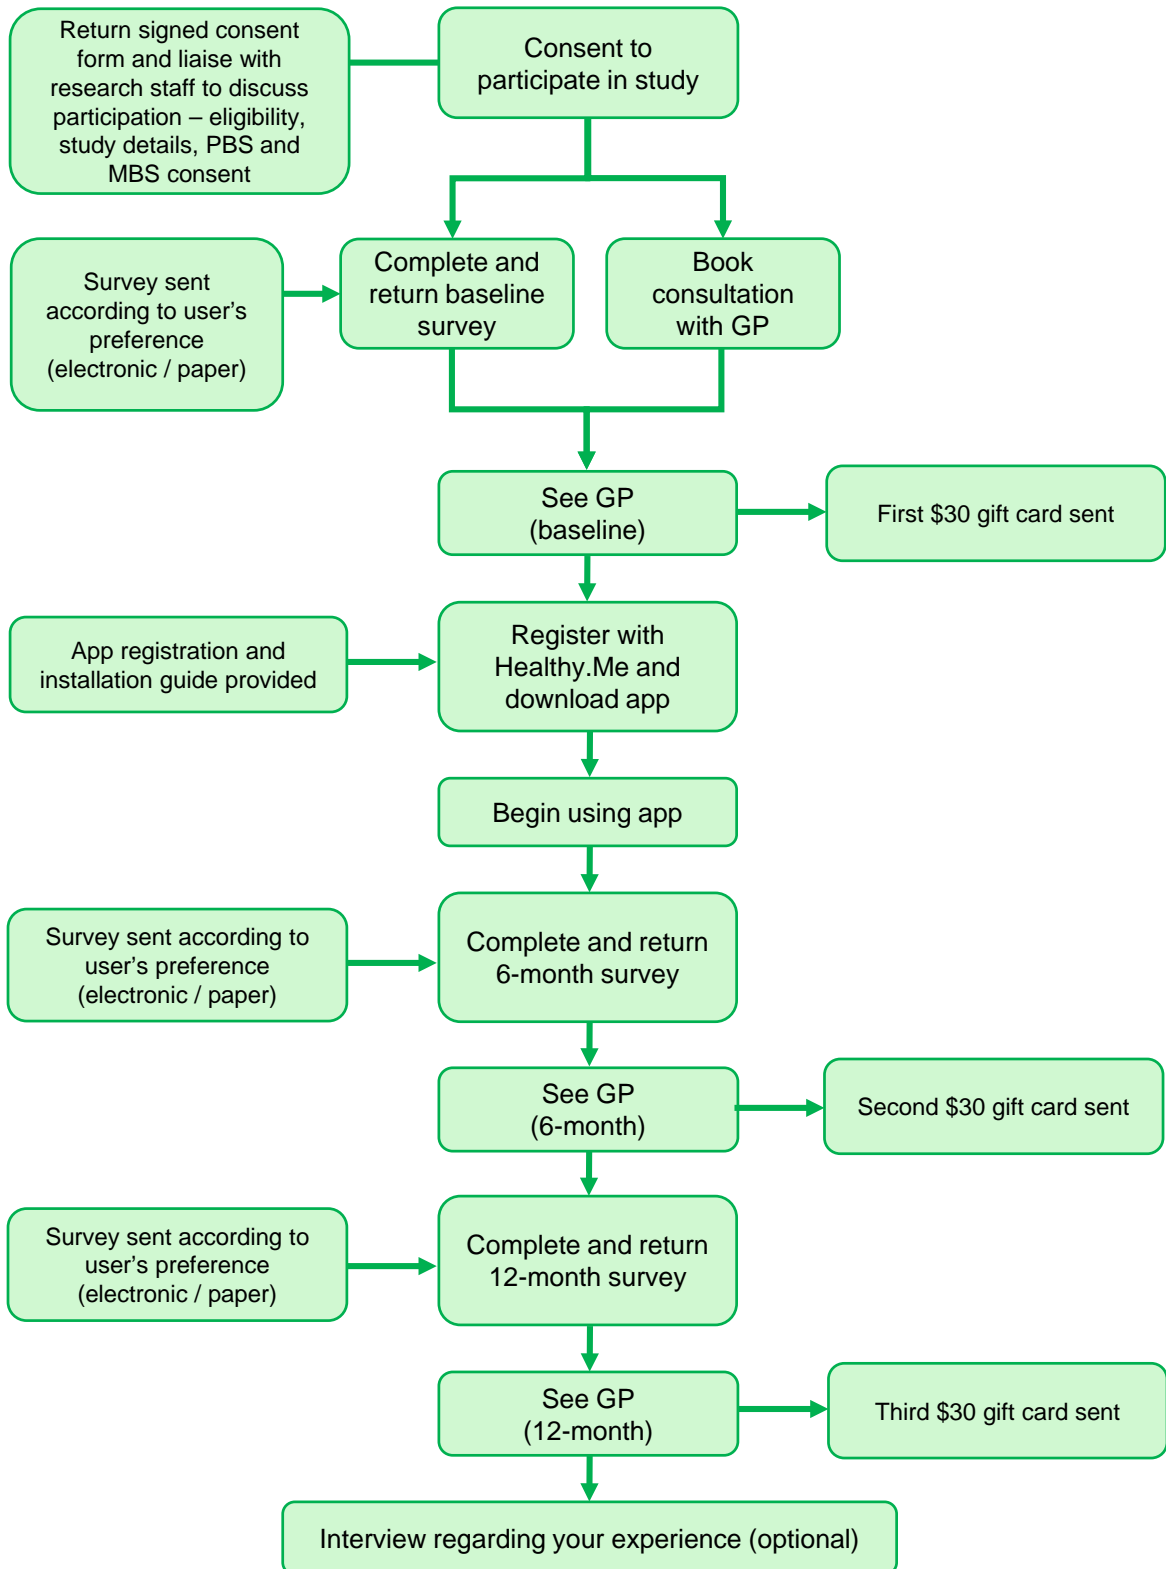 Return signed consent
form and liaise with
research staff to discuss
participation – eligibility,
study details, PBS and
MBS consent
Consent to
participate in study
Survey sent
according to user's
preference
(electronic / paper)
Complete and
return baseline
survey
Book
consultation
with GP
See GP
(baseline)
First $30 gift card sent
App registration and
installation guide provided
Register with
Healthy.Me and
download app
Begin using app
Survey sent according to
user's preference
(electronic / paper)
Complete and return
6-month survey
See GP
(6-month)
Second $30 gift card sent
Survey sent according to
user's preference
(electronic / paper)
Complete and return
12-month survey
See GP
(12-month)
Third $30 gift card sent
Interview regarding your experience (optional)